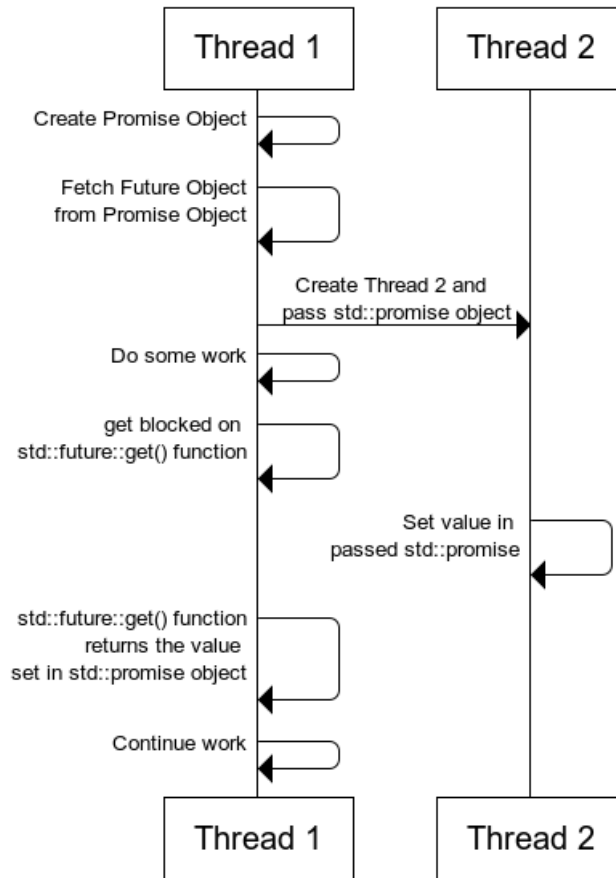 Thread 1
Thread 2
Create Promise Object
Fetch Future Object
from Promise Object
Create Thread 2 and
pass std::promise object
Do some work
get blocked on
std::future::get() function
Set value in
passed std::promise
std::future::get() function
returns the value
set in std::promise object
Continue work
Thread 1
Thread 2